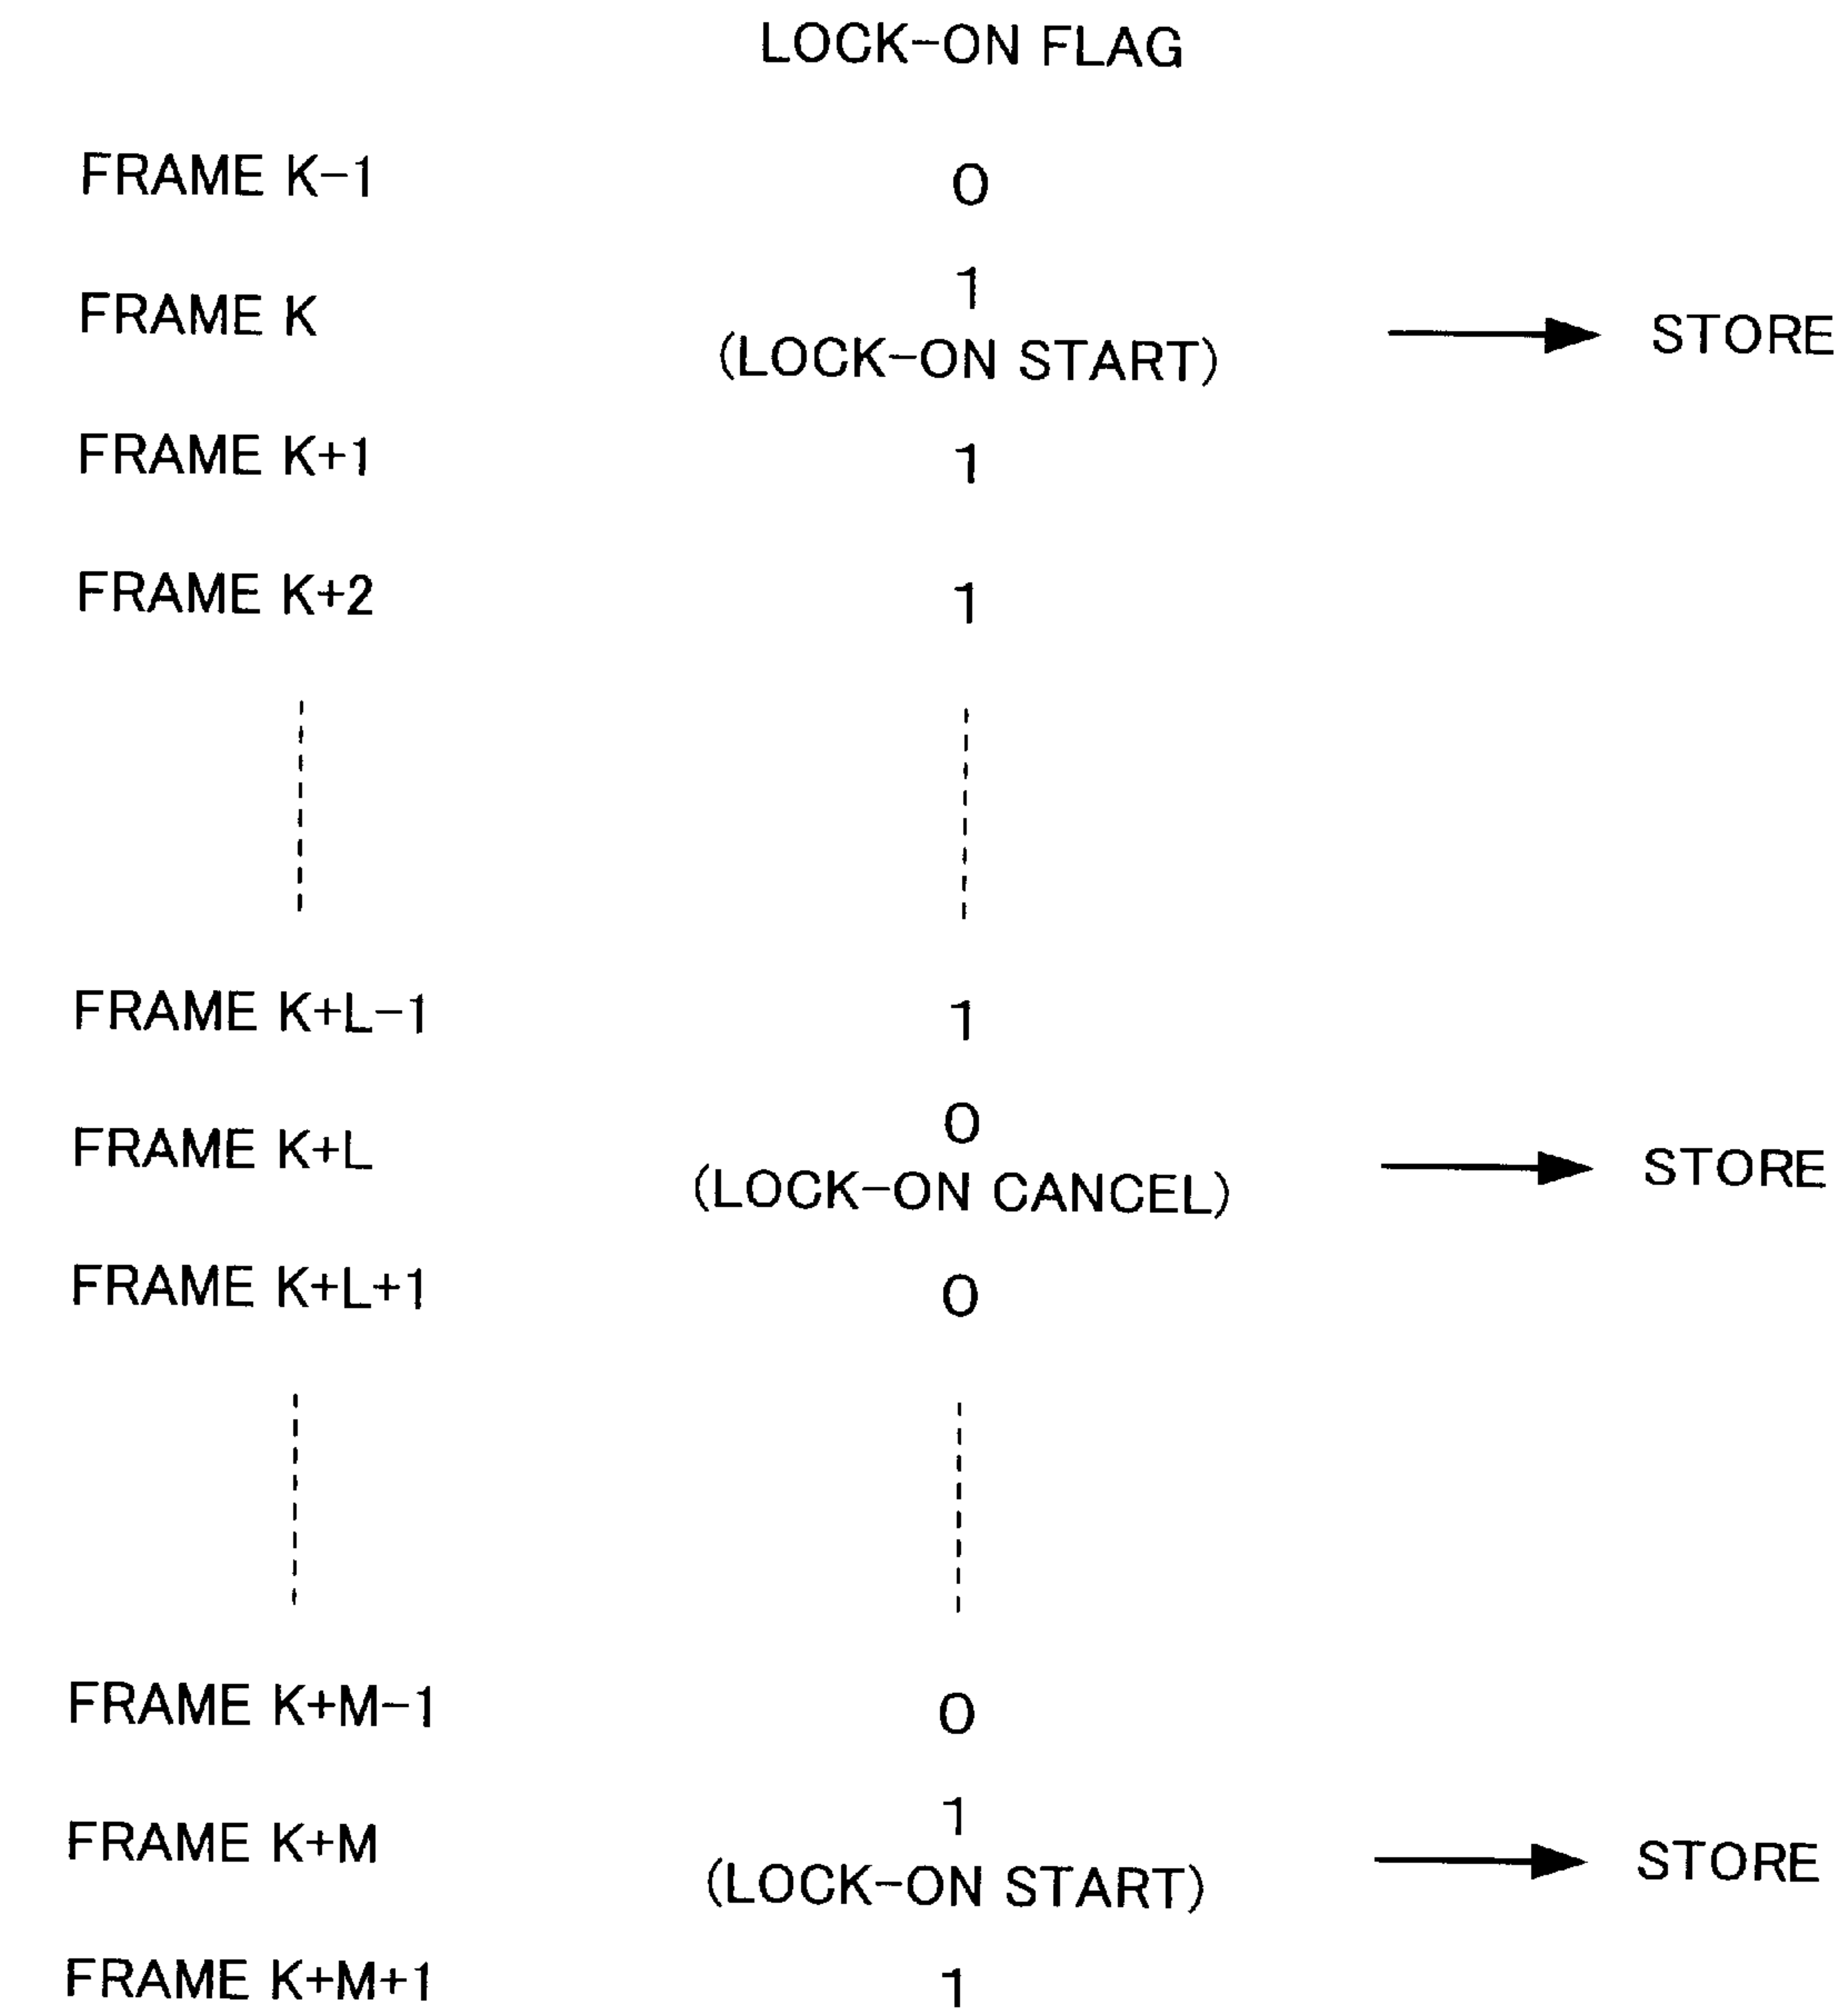 LOCK-ON FLAG
FRAME K-1 0
FRAME K 1 (LOCK-ON START) STORE
FRAME K+1 1
FRAME K+2 1
FRAME K+L-1 1
FRAME K+L 0 (LOCK-ON CANCEL) STORE
FRAME K+L+1 0
FRAME K+M-1 0
FRAME K+M 1 (LOCK-ON START) STORE
FRAME K+M+1 1